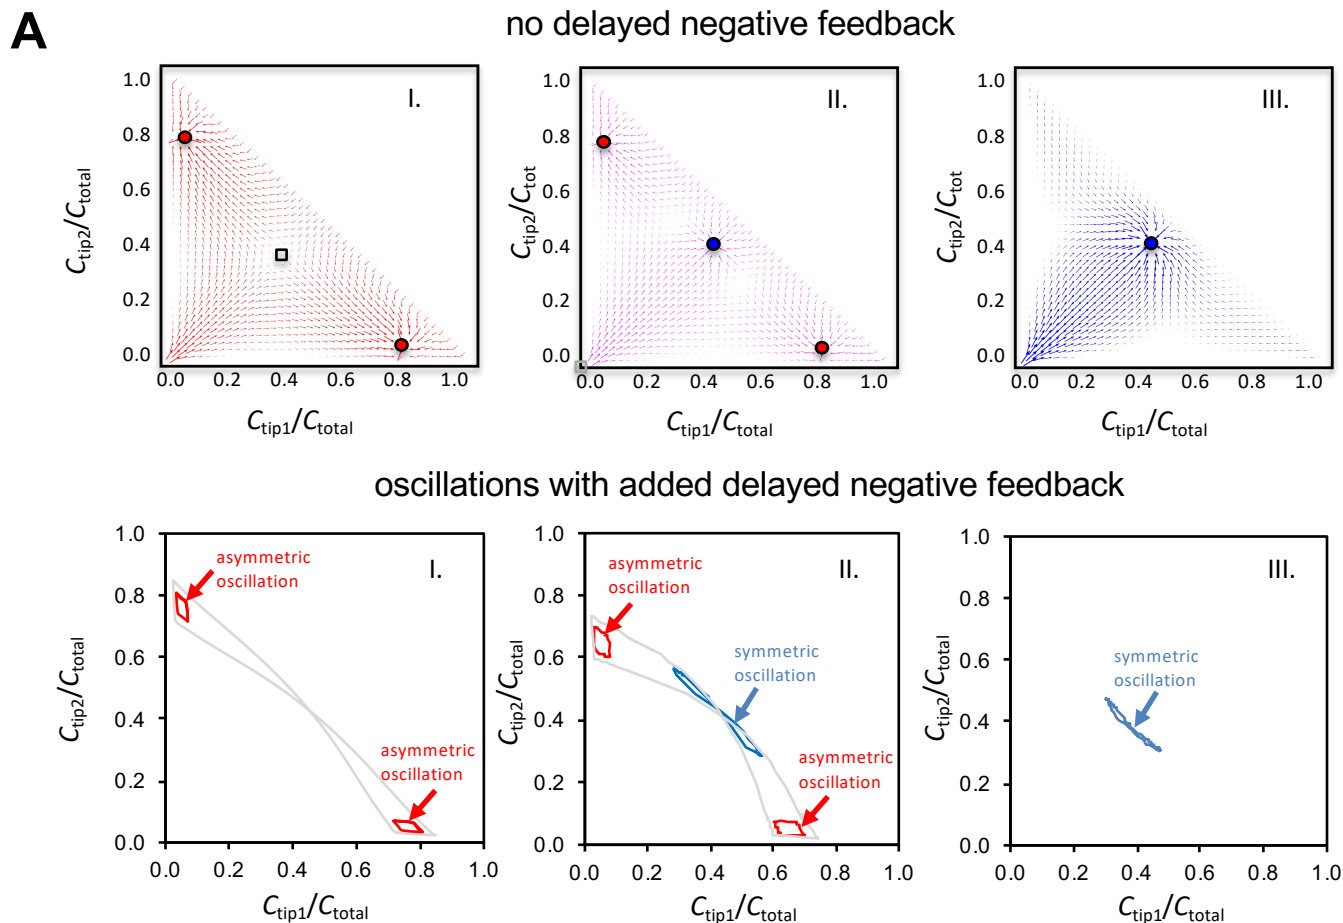 A
no delayed negative feedback
I.
1.0
0.8
0.6
0.4
0.2
0.0
0.0 0.2 0.4 0.6 0.8 1.0
Ctip2/Ctotal
Ctip1/Ctotal
II.
1.0
0.8
0.6
0.4
0.2
0.0
0.0 0.2 0.4 0.6 0.8 1.0
Ctip2/Ctot
Ctip1/Ctotal
III.
1.0
0.8
0.6
0.4
0.2
0.0
0.0 0.2 0.4 0.6 0.8 1.0
Ctip2/Ctot
Ctip1/Ctotal
oscillations with added delayed negative feedback
I.
1.0
0.8
0.6
0.4
0.2
0.0
0.0 0.2 0.4 0.6 0.8 1.0
asymmetric
oscillation
asymmetric
oscillation
Ctip2/Ctotal
Ctip1/Ctotal
II.
1.0
0.8
0.6
0.4
0.2
0.0
0.0 0.2 0.4 0.6 0.8 1.0
asymmetric
oscillation
symmetric
oscillation
asymmetric
oscillation
Ctip2/Ctotal
Ctip1/Ctotal
III.
1.0
0.8
0.6
0.4
0.2
0.0
0.0 0.2 0.4 0.6 0.8 1.0
symmetric
oscillation
Ctip2/Ctotal
Ctip1/Ctotal